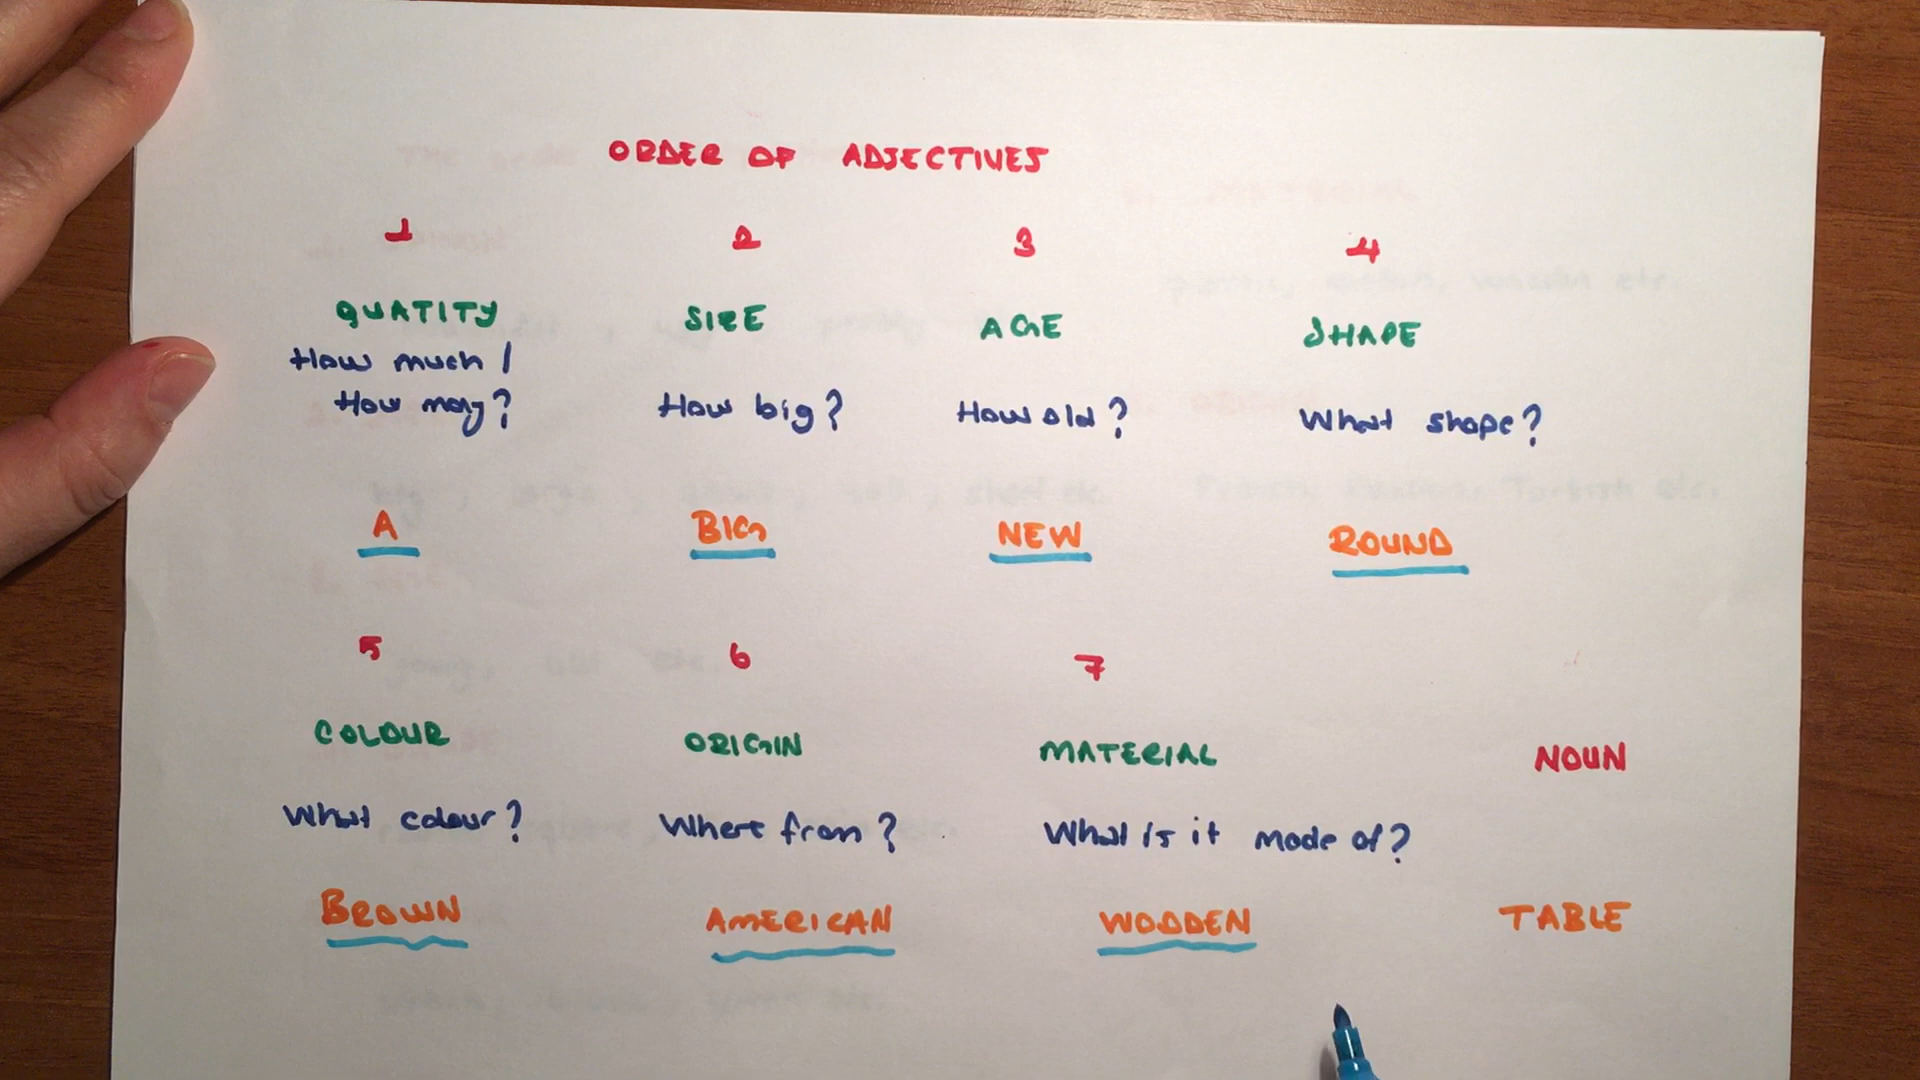 ORDER OF ADJECTIVES
1 2 3 4
QUATITY SIZE AGE SHAPE
How much /
How many? How big? How old? What shape?
A BIG NEW ROUND
5 6 7
COLOUR ORIGIN MATERIAL NOUN
What colour? Where from? What is it made of?
BROWN AMERICAN WOODEN TABLE